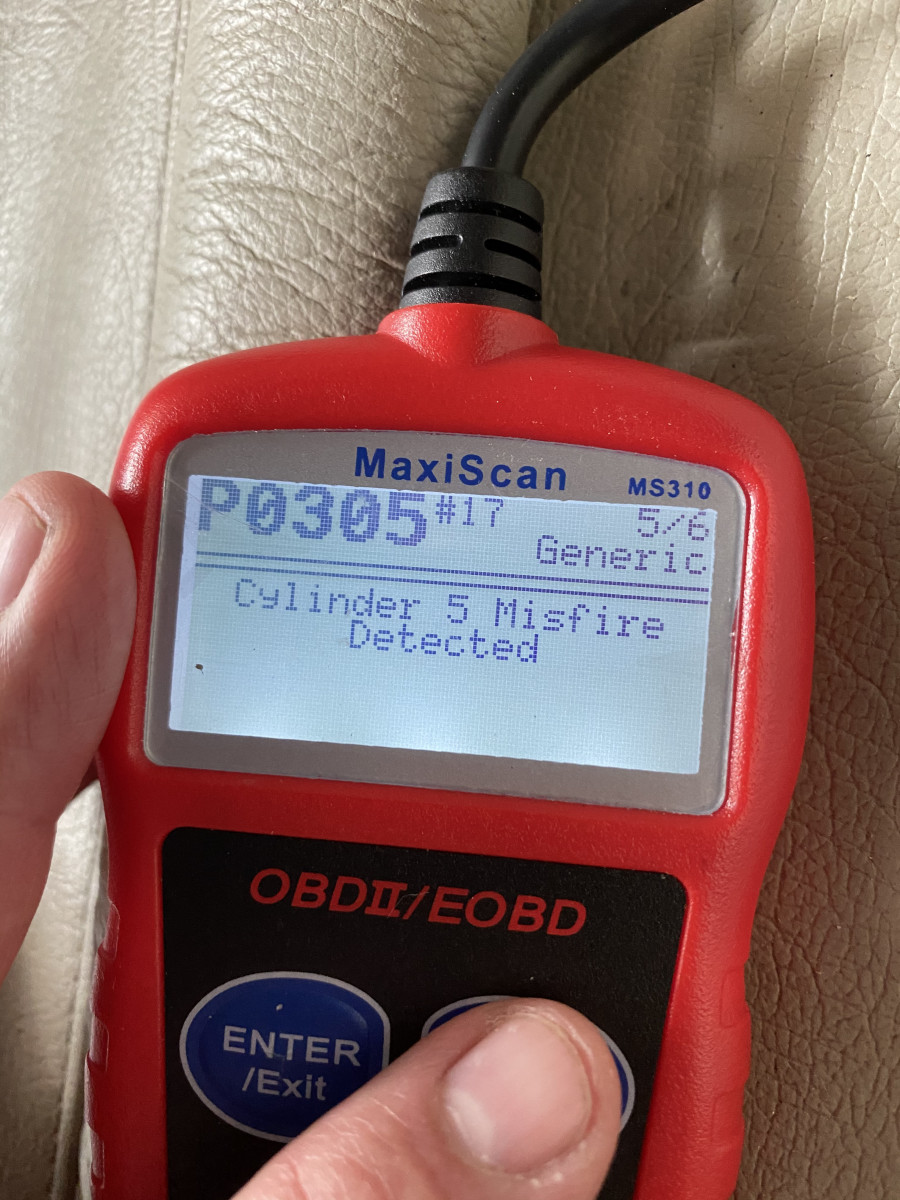 MaxiScan MS310
P0305 #17 5/6
Generic
Cylinder 5 Misfire
Detected
OBDII/EOBD
ENTER
/Exit